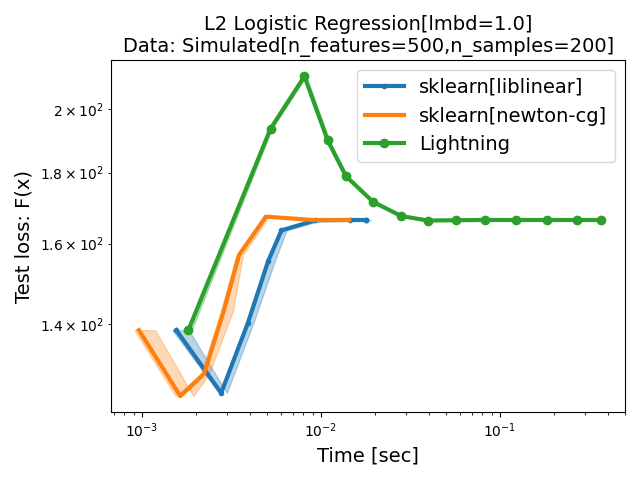 L2 Logistic Regression[lmbd=1.0]
Data: Simulated[n_features=500,n_samples=200]
sklearn[liblinear]
sklearn[newton-cg]
Lightning
Test loss: F(x)
2 × 10²
1.8 × 10²
1.6 × 10²
1.4 × 10²
10⁻³
10⁻²
10⁻¹
Time [sec]